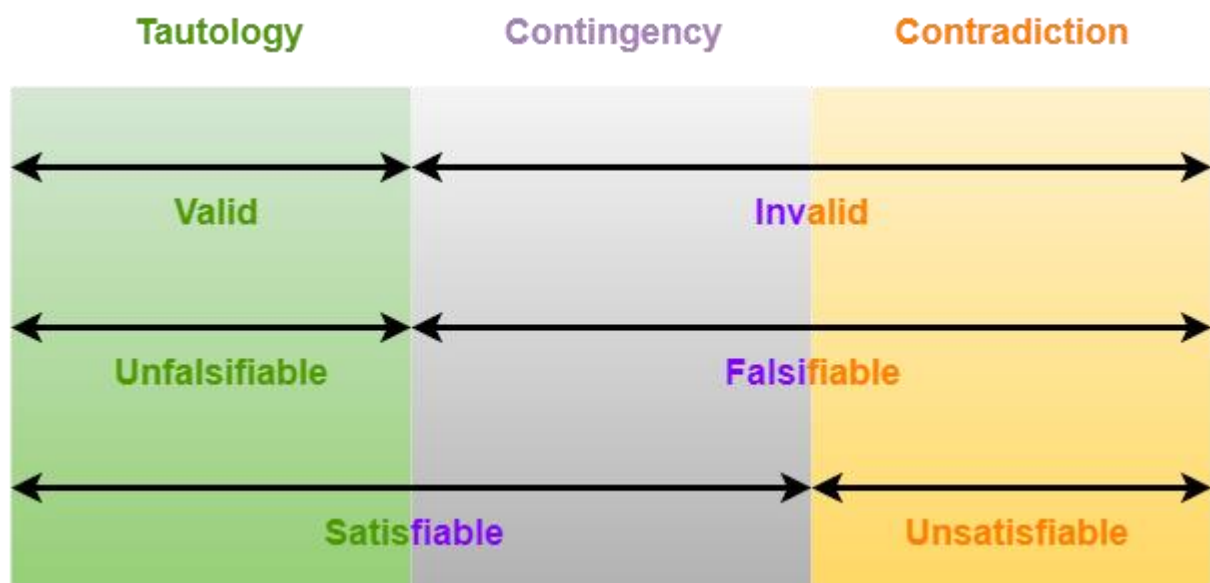 Tautology Contingency Contradiction
Valid Invalid
Unfalsifiable Falsifiable
Satisfiable Unsatisfiable